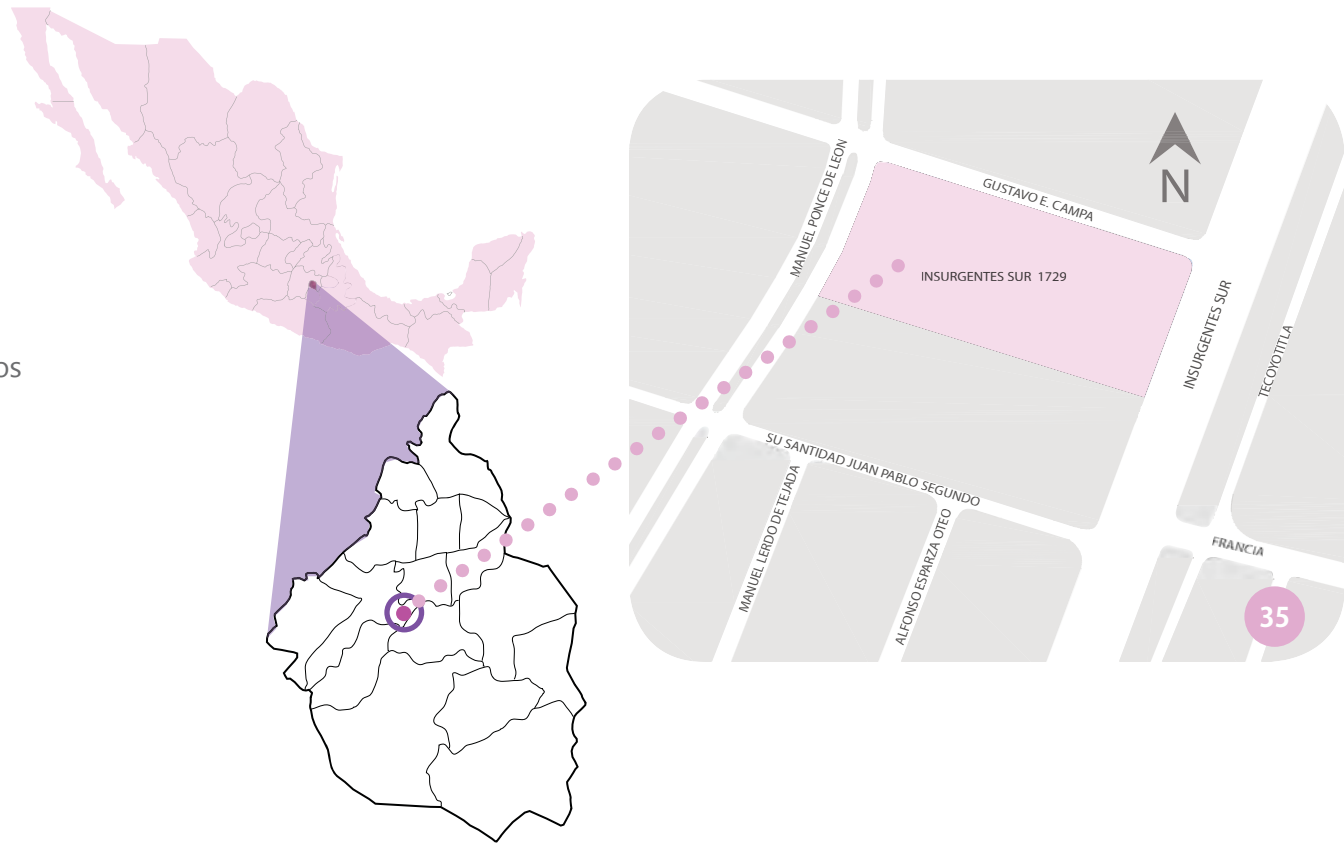 OS
MANUEL PONCE DE LEON
GUSTAVO E. CAMPA
N
INSURGENTES SUR 1729
INSURGENTES SUR
TECOYOTITLA
SU SANTIDAD JUAN PABLO SEGUNDO
MANUEL LERDO DE TEJADA
ALFONSO ESPARZA OTEO
FRANCIA
35